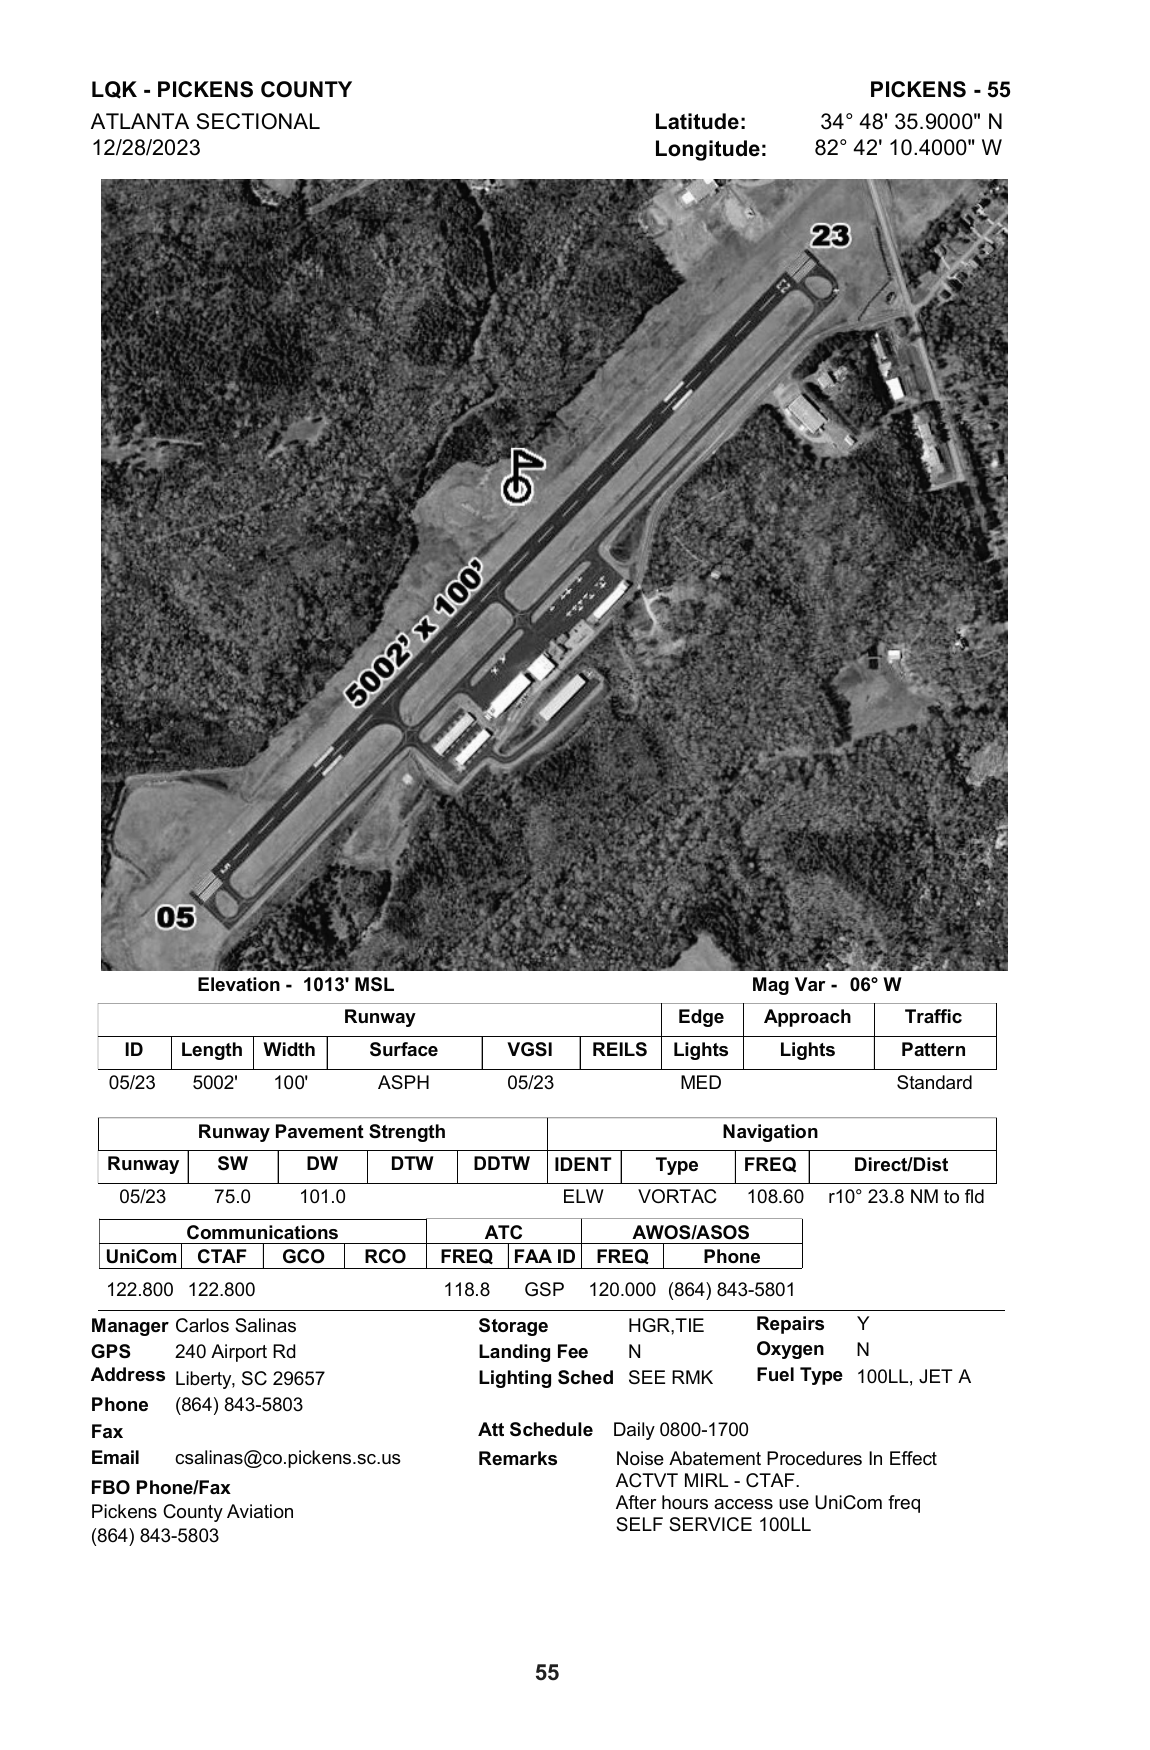 LQK - PICKENS COUNTY PICKENS - 55
ATLANTA SECTIONAL Latitude: 34° 48' 35.9000" N
12/28/2023 Longitude: 82° 42' 10.4000" W
23
5002' x 100'
05
Elevation - 1013' MSL Mag Var - 06° W
Runway Edge Approach Traffic
ID Length Width Surface VGSI REILS Lights Lights Pattern
05/23 5002' 100' ASPH 05/23 MED Standard
Runway Pavement Strength Navigation
Runway SW DW DTW DDTW IDENT Type FREQ Direct/Dist
05/23 75.0 101.0 ELW VORTAC 108.60 r10° 23.8 NM to fld
Communications ATC AWOS/ASOS
UniCom CTAF GCO RCO FREQ FAA ID FREQ Phone
122.800 122.800 118.8 GSP 120.000 (864) 843-5801
Manager Carlos Salinas Storage HGR,TIE Repairs Y
GPS 240 Airport Rd Landing Fee N Oxygen N
Address Liberty, SC 29657 Lighting Sched SEE RMK Fuel Type 100LL, JET A
Phone (864) 843-5803
Fax Att Schedule Daily 0800-1700
Email csalinas@co.pickens.sc.us Remarks Noise Abatement Procedures In Effect
ACTVT MIRL - CTAF.
FBO Phone/Fax After hours access use UniCom freq
Pickens County Aviation SELF SERVICE 100LL
(864) 843-5803
55